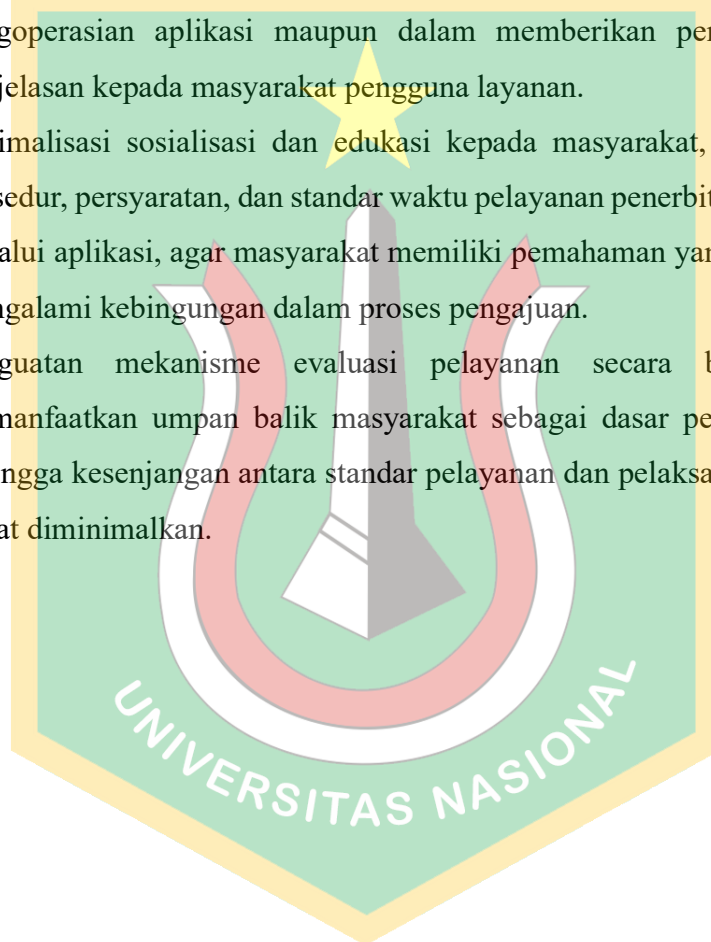 goperasian aplikasi maupun dalam memberikan per
jelasan kepada masyarakat pengguna layanan.
imalisasi sosialisasi dan edukasi kepada masyarakat,
sedur, persyaratan, dan standar waktu pelayanan penerbit
alui aplikasi, agar masyarakat memiliki pemahaman yan
ngalami kebingungan dalam proses pengajuan.
guatan mekanisme evaluasi pelayanan secara b
manfaatkan umpan balik masyarakat sebagai dasar pe
ingga kesenjangan antara standar pelayanan dan pelaksa
at diminimalkan.
UNIVERSITAS NASIONAL